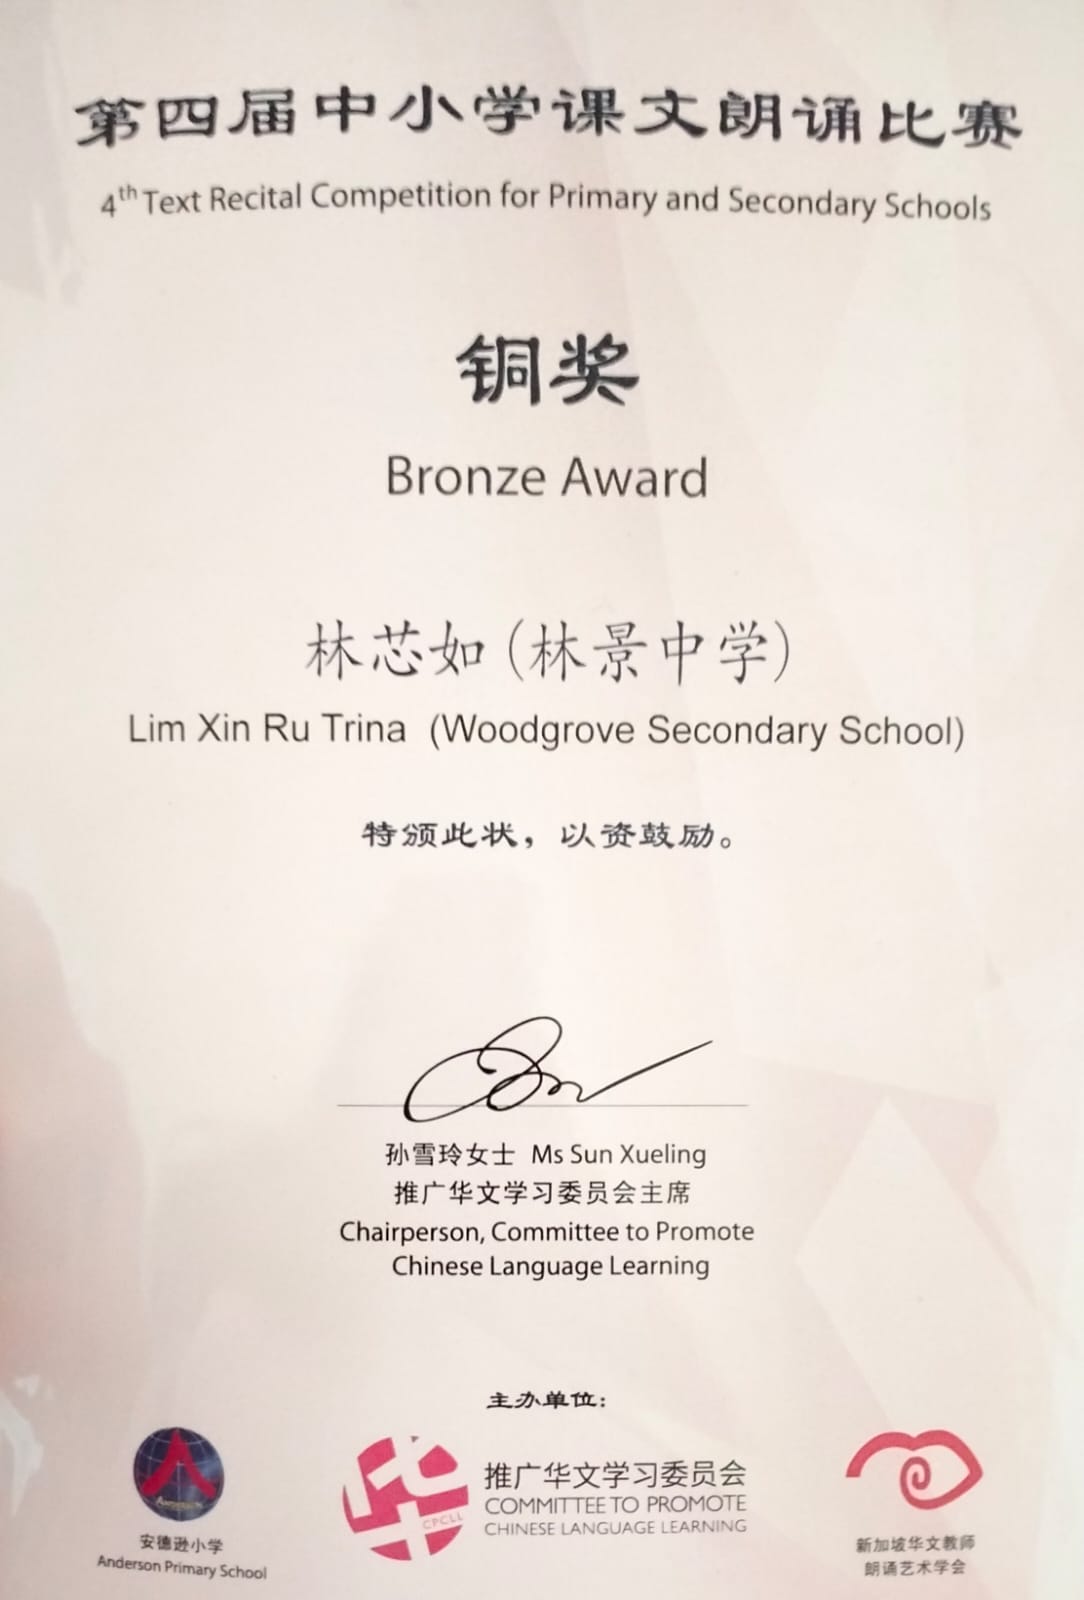 第四届中小学课文朗诵比赛
4th Text Recital Competition for Primary and Secondary Schools
铜奖
Bronze Award
林芯如(林景中学)
Lim Xin Ru Trina (Woodgrove Secondary School)
特颁此状，以资鼓励。
孙雪玲女士 Ms Sun Xueling
推广华文学习委员会主席
Chairperson, Committee to Promote
Chinese Language Learning
主办单位：
ANDERSON
安德逊小学
Anderson Primary School
CPCLL
推广华文学习委员会
COMMITTEE TO PROMOTE
CHINESE LANGUAGE LEARNING
新加坡华文教师
朗诵艺术学会